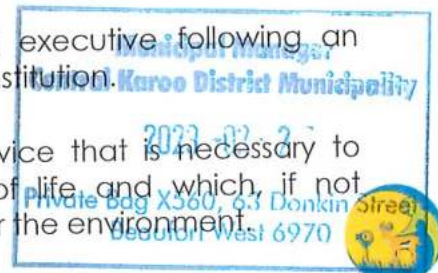 executive following an
Municipal Manager
stitution.
Central Karoo District Municipality
vice that is necessary to
of life and which, if not
Private Bag X560, 63 Donkin Street
r the environment.
Beaufort West 6970